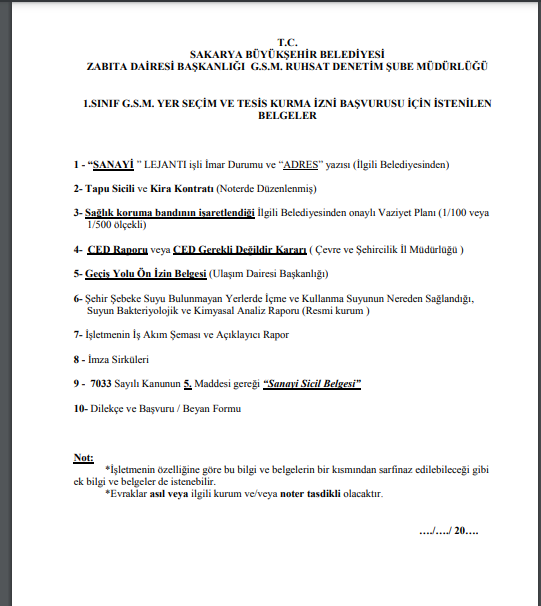 T.C.
SAKARYA BÜYÜKŞEHİR BELEDİYESİ
ZABITA DAİRESİ BAŞKANLIĞI G.S.M. RUHSAT DENETİM ŞUBE MÜDÜRLÜĞÜ
1.SINIF G.S.M. YER SEÇİM VE TESİS KURMA İZNİ BAŞVURUSU İÇİN İSTENİLEN
BELGELER
1 - “SANAYİ ” LEJANTI işli İmar Durumu ve “ADRES” yazısı (İlgili Belediyesinden)
2- Tapu Sicili ve Kira Kontratı (Noterde Düzenlenmiş)
3- Sağlık koruma bandının işaretlendiği İlgili Belediyesinden onaylı Vaziyet Planı (1/100 veya
1/500 ölçekli)
4- ÇED Raporu veya ÇED Gerekli Değildir Kararı ( Çevre ve Şehircilik İl Müdürlüğü )
5- Geçiş Yolu Ön İzin Belgesi (Ulaşım Dairesi Başkanlığı)
6- Şehir Şebeke Suyu Bulunmayan Yerlerde İçme ve Kullanma Suyunun Nereden Sağlandığı,
Suyun Bakteriyolojik ve Kimyasal Analiz Raporu (Resmi kurum )
7- İşletmenin İş Akım Şeması ve Açıklayıcı Rapor
8 - İmza Sirküleri
9 - 7033 Sayılı Kanunun 5. Maddesi gereği “Sanayi Sicil Belgesi”
10- Dilekçe ve Başvuru / Beyan Formu
Not:
*İşletmenin özelliğine göre bu bilgi ve belgelerin bir kısmından sarfinaz edilebileceği gibi
ek bilgi ve belgeler de istenebilir.
*Evraklar asıl veya ilgili kurum ve/veya noter tasdikli olacaktır.
…./…./ 20….